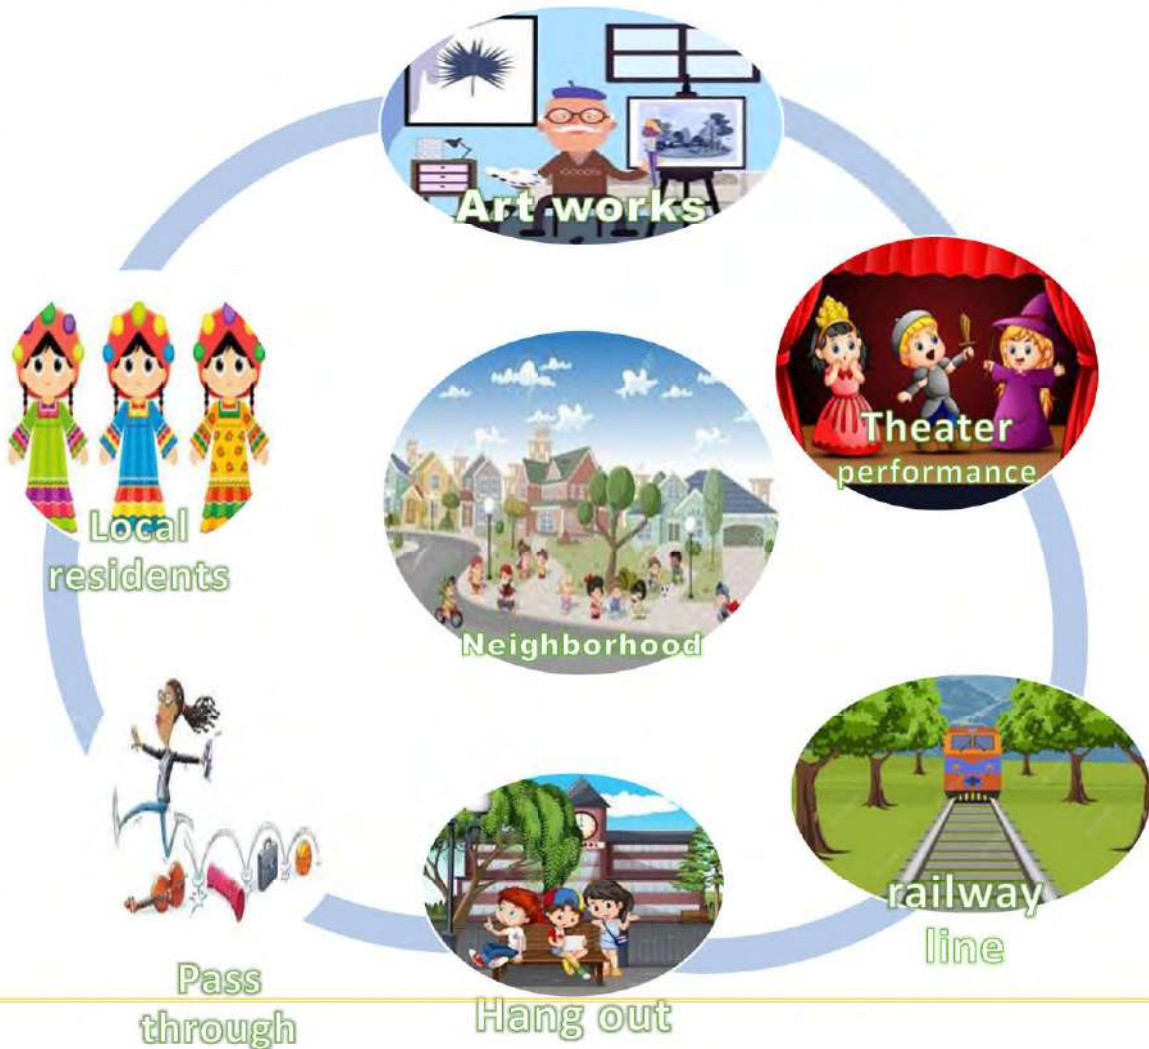 Art works
Theater
performance
Local
residents
Neighborhood
railway
line
Hang out
Pass
through